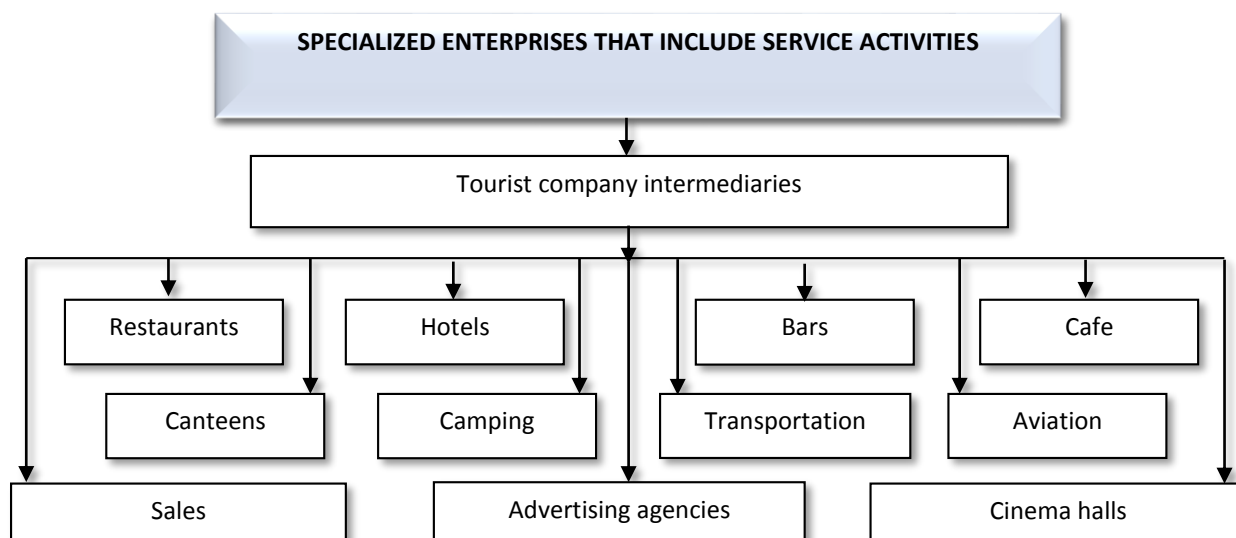 SPECIALIZED ENTERPRISES THAT INCLUDE SERVICE ACTIVITIES
Tourist company intermediaries
Restaurants
Hotels
Bars
Cafe
Canteens
Camping
Transportation
Aviation
Sales
Advertising agencies
Cinema halls